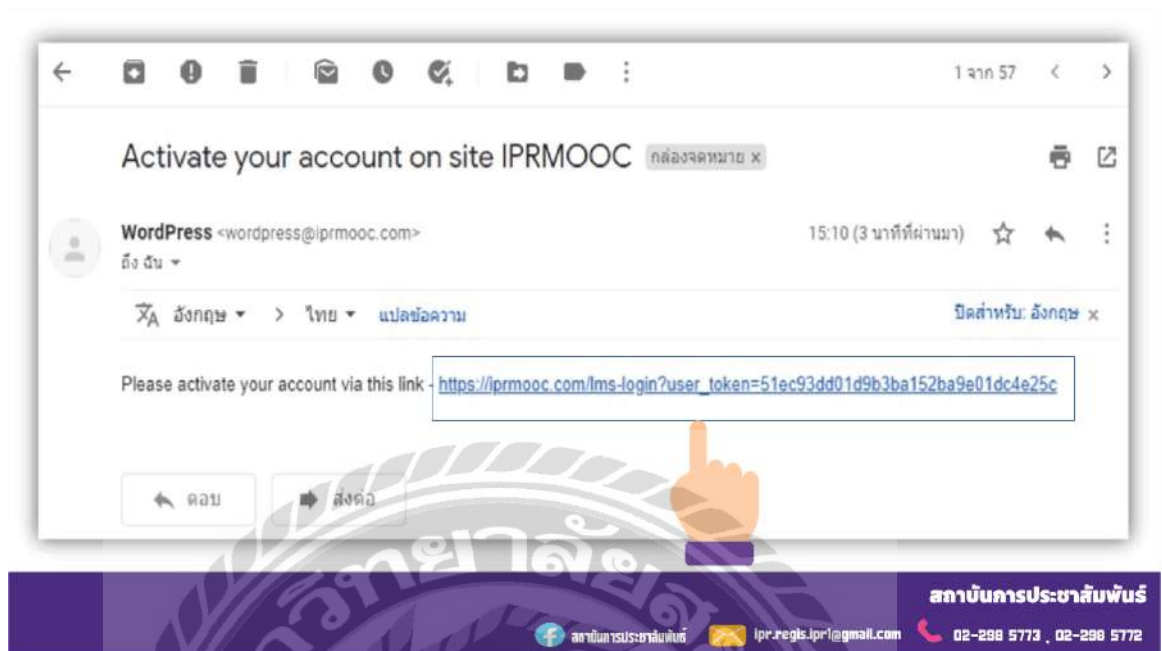 1 จาก 57
Activate your account on site IPRMOOC กล่องจดหมาย x
WordPress <wordpress@iprmooc.com> 15:10 (3 นาทีที่ผ่านมา)
ถึง ฉัน
อังกฤษ > ไทย แปลข้อความ ปิดสำหรับ: อังกฤษ x
Please activate your account via this link - https://iprmooc.com/lms-login?user_token=51ec93dd01d9b3ba152ba9e01dc4e25c
ตอบ ส่งต่อ
วิทยาลัย
สถาบันการประชาสัมพันธ์
สถาบันการประชาสัมพันธ์ ipr.regis.ipr1@gmail.com 02-298 5773 , 02-298 5772